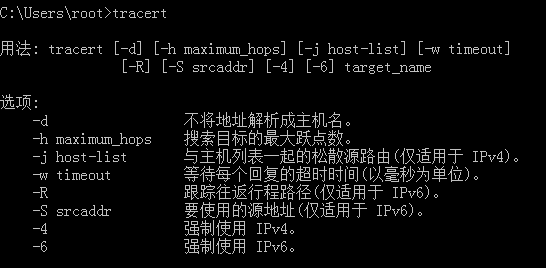 C:\Users\root>tracert
用法: tracert [-d] [-h maximum_hops] [-j host-list] [-w timeout]
[-R] [-S srcaddr] [-4] [-6] target_name
选项:
-d 不将地址解析成主机名。
-h maximum_hops 搜索目标的最大跃点数。
-j host-list 与主机列表一起的松散源路由(仅适用于 IPv4)。
-w timeout 等待每个回复的超时时间(以毫秒为单位)。
-R 跟踪往返行程路径(仅适用于 IPv6)。
-S srcaddr 要使用的源地址(仅适用于 IPv6)。
-4 强制使用 IPv4。
-6 强制使用 IPv6。